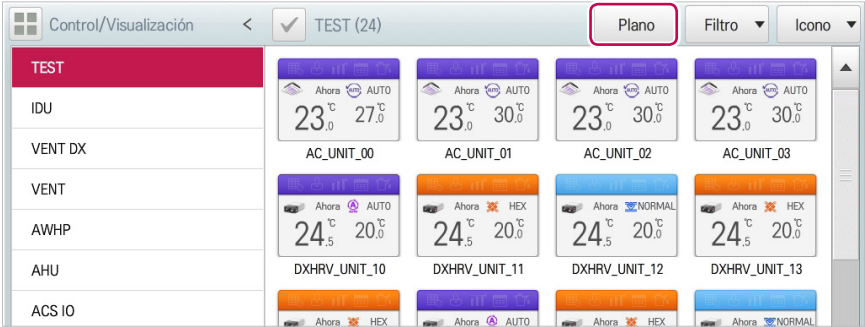 Control/Visualización < TEST (24) Plano Filtro ▼ Icono ▼
TEST
IDU
VENT DX
VENT
AWHP
AHU
ACS IO
Ahora AUTO AUTO
23.0 °C 27.0 °C
AC_UNIT_00
Ahora AUTO AUTO
23.0 °C 30.0 °C
AC_UNIT_01
Ahora AUTO AUTO
23.0 °C 30.0 °C
AC_UNIT_02
Ahora AUTO AUTO
23.0 °C 30.0 °C
AC_UNIT_03
Ahora AUTO
24.5 °C 20.0 °C
DXHRV_UNIT_10
Ahora HEX
24.5 °C 20.0 °C
DXHRV_UNIT_11
Ahora NORMAL
24.5 °C 20.0 °C
DXHRV_UNIT_12
Ahora HEX
24.5 °C 20.0 °C
DXHRV_UNIT_13
Ahora HEX
Ahora AUTO
Ahora HEX
Ahora NORMAL